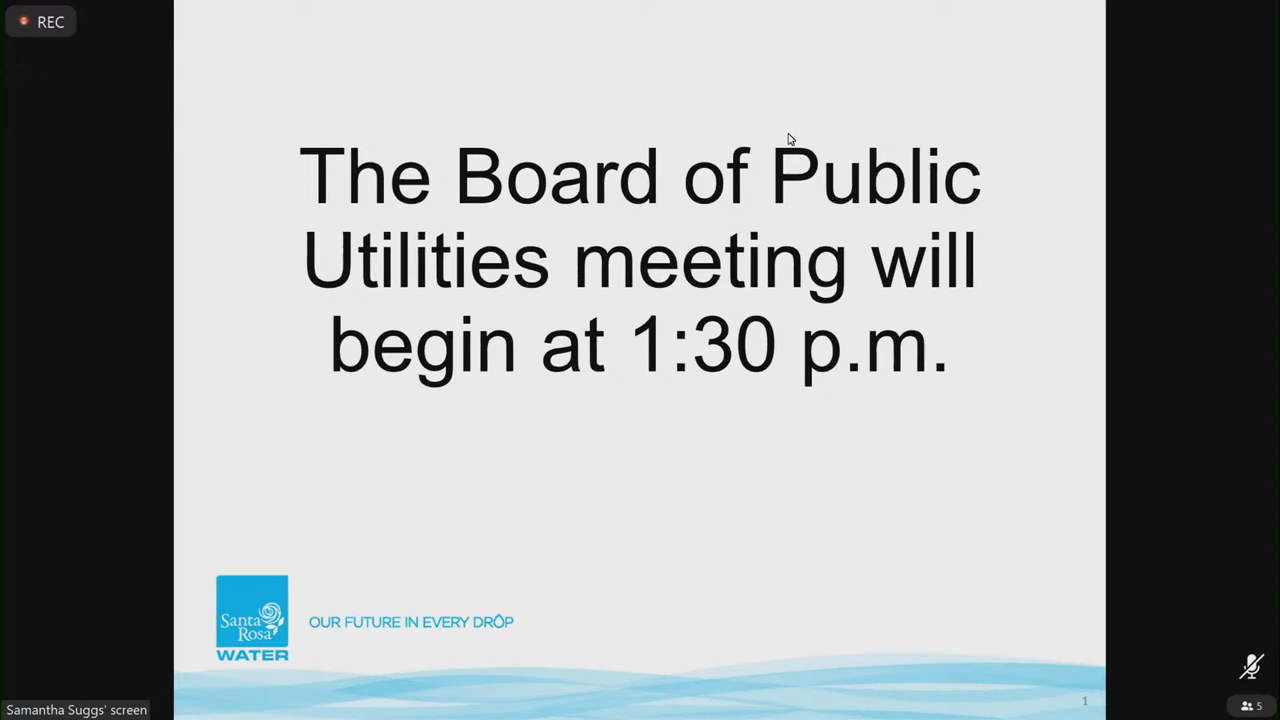 REC
The Board of Public
Utilities meeting will
begin at 1:30 p.m.
Santa
Rosa
WATER
OUR FUTURE IN EVERY DROP
1
Samantha Suggs' screen
5